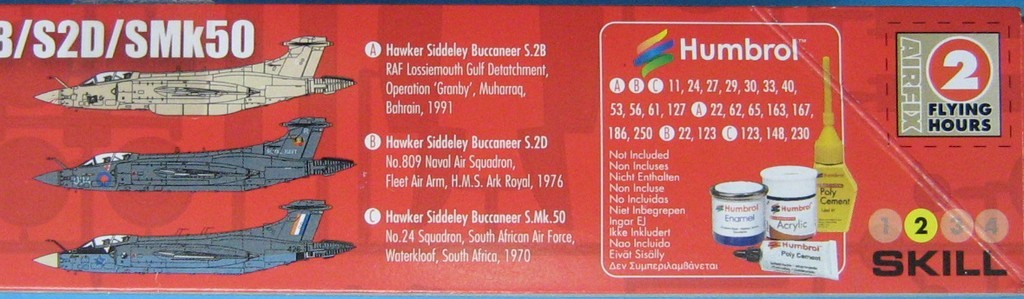 B/S2D/SMk50
A Hawker Siddeley Buccaneer S.2B
RAF Lossiemouth Gulf Detatchment,
Operation 'Granby', Muharraq,
Bahrain, 1991
B Hawker Siddeley Buccaneer S.2D
No.809 Naval Air Squadron,
Fleet Air Arm, H.M.S. Ark Royal, 1976
C Hawker Siddeley Buccaneer S.Mk.50
No.24 Squadron, South African Air Force,
Waterkloof, South Africa, 1970
Humbrol™
A B C 11, 24, 27, 29, 30, 33, 40,
53, 56, 61, 127 A 22, 62, 65, 163, 167,
186, 250 B 22, 123 C 123, 148, 230
Not Included
Non Incluses
Nicht Enthalten
Non Incluse
No Incluidas
Niet Inbegrepen
Ingar EJ
Ikke Inkludert
Nao Incluido
Eivät Sisälly
Δεν Συμπεριλαμβάνεται
Humbrol
Enamel
Humbrol
Acrylic
Poly
Cement
Humbrol
Poly Cement
AIRFIX
2
FLYING
HOURS
1 2 3 4
SKILL